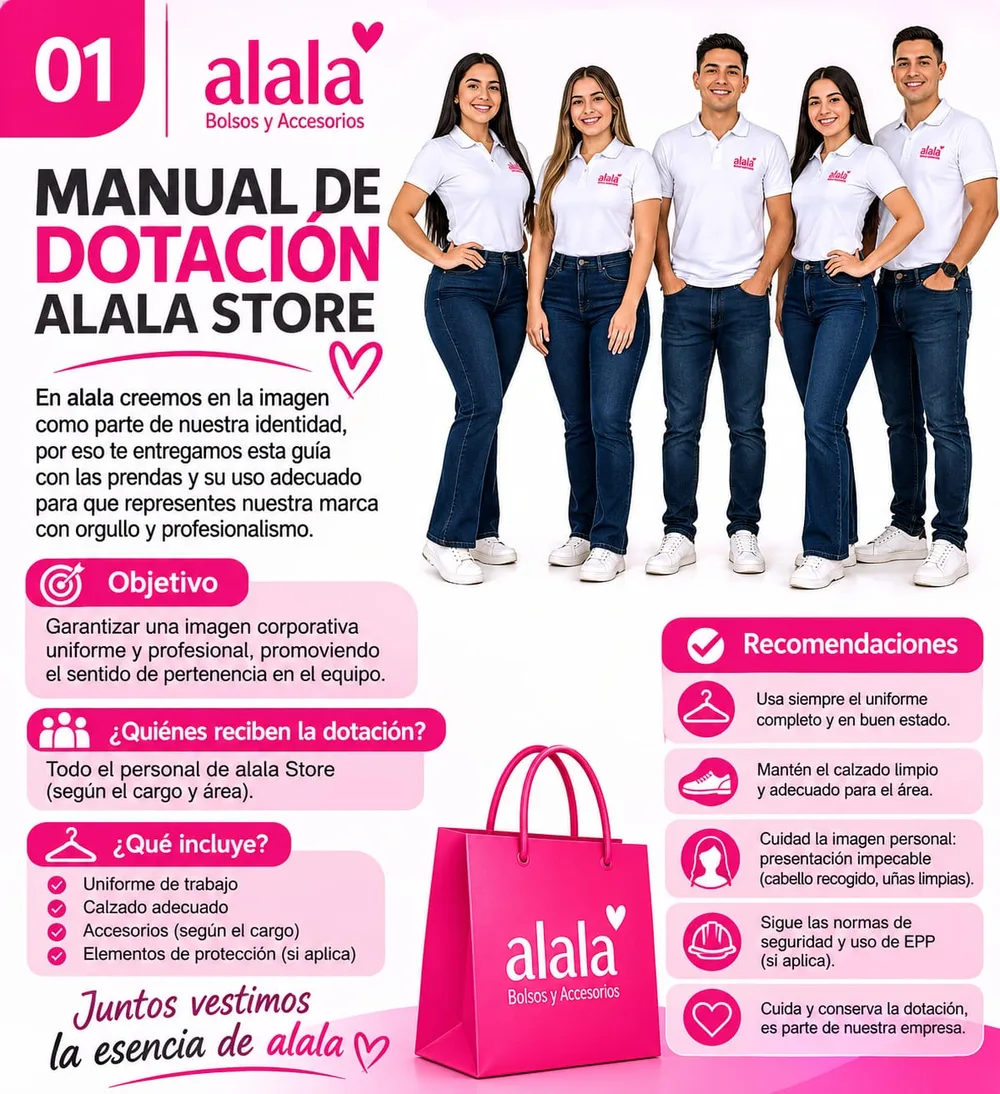 01
alala
Bolsos y Accesorios
MANUAL DE
DOTACIÓN
ALALA STORE
En alala creemos en la imagen
como parte de nuestra identidad,
por eso te entregamos esta guía
con las prendas y su uso adecuado
para que representes nuestra marca
con orgullo y profesionalismo.
alala
alala
alala
alala
alala
Objetivo
Garantizar una imagen corporativa
uniforme y profesional, promoviendo
el sentido de pertenencia en el equipo.
¿Quiénes reciben la dotación?
Todo el personal de alala Store
(según el cargo y área).
¿Qué incluye?
Uniforme de trabajo
Calzado adecuado
Accesorios (según el cargo)
Elementos de protección (si aplica)
Juntos vestimos
la esencia de alala
alala
Bolsos y Accesorios
Recomendaciones
Usa siempre el uniforme
completo y en buen estado.
Mantén el calzado limpio
y adecuado para el área.
Cuidad la imagen personal:
presentación impecable
(cabello recogido, uñas limpias).
Sigue las normas de
seguridad y uso de EPP
(si aplica).
Cuida y conserva la dotación,
es parte de nuestra empresa.